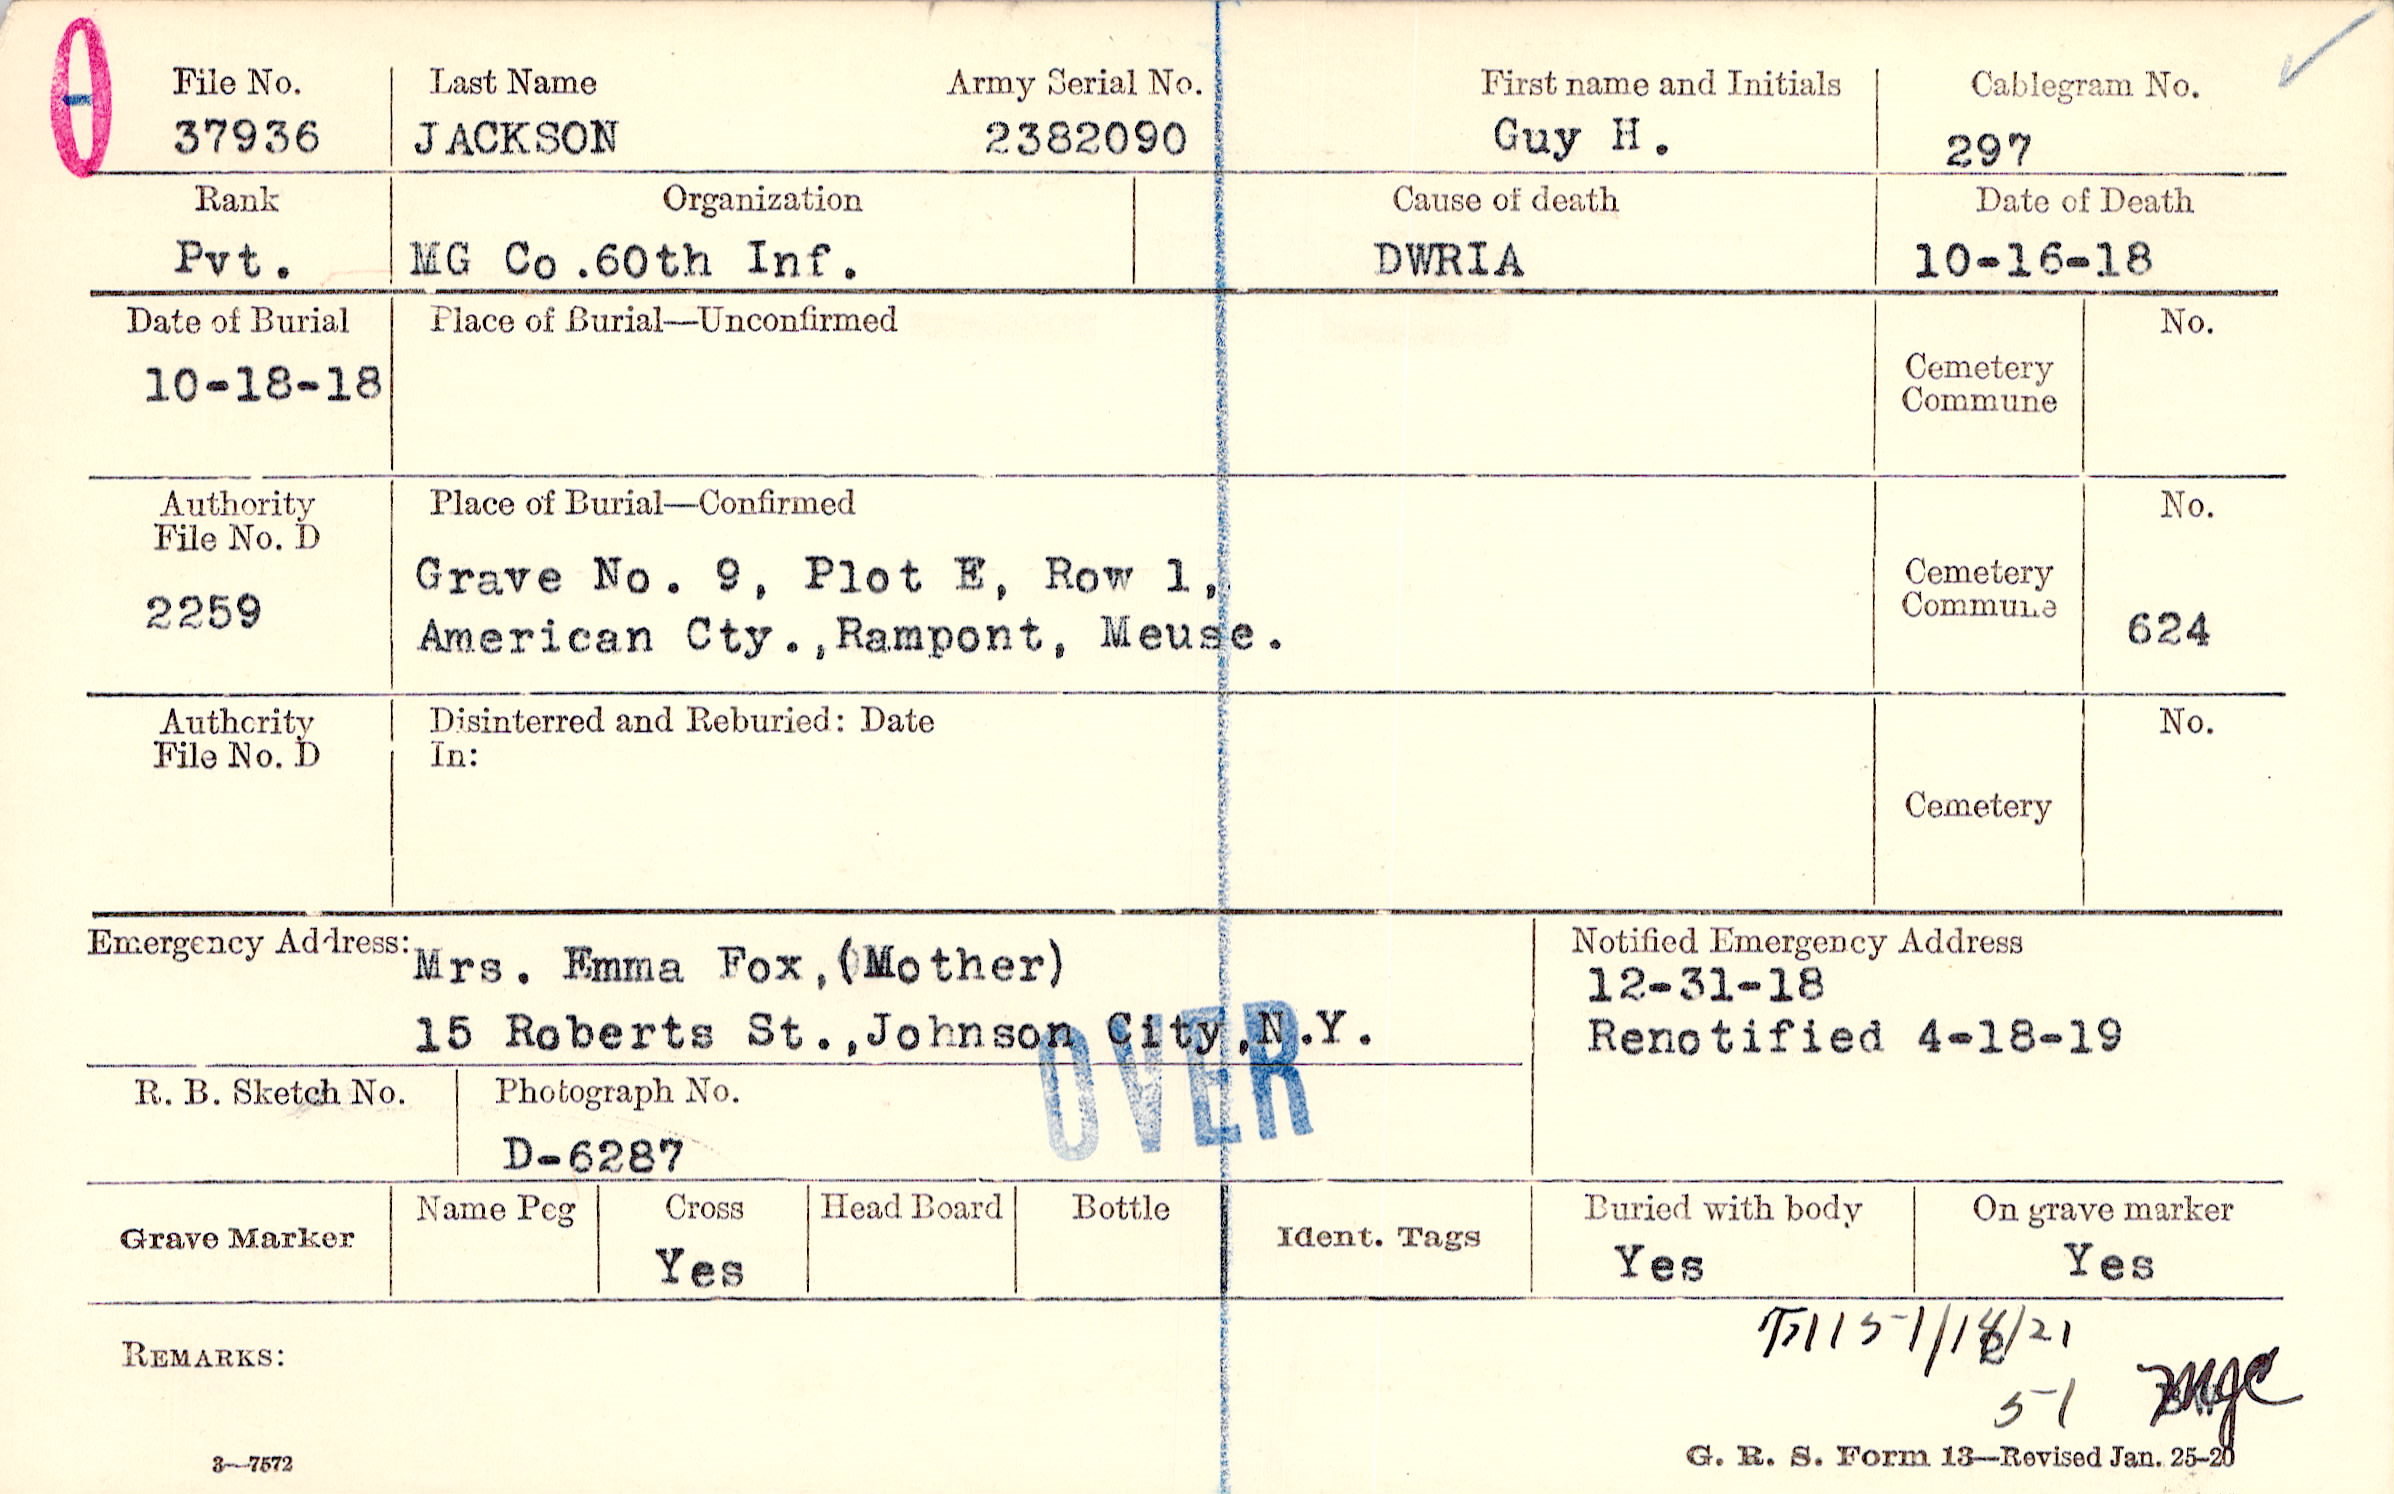 File No. Last Name Army Serial No. First name and Initials Cablegram No.
37936 JACKSON 2382090 Guy H. 297
Rank Organization Cause of death Date of Death
Pvt. MG Co.60th Inf. DWRIA 10-16-18
Date of Burial Place of Burial—Unconfirmed No.
10-18-18 Cemetery
Commune
Authority Place of Burial—Confirmed No.
File No. D
Grave No. 9, Plot E, Row 1, Cemetery
2259 Commune
American Cty.,Rampont, Meuse. 624
Authority Disinterred and Reburied: Date No.
File No. D In:
Cemetery
Emergency Address: Mrs. Emma Fox,(Mother) Notified Emergency Address
12-31-18
15 Roberts St.,Johnson City,N.Y. Renotified 4-18-19
OVER
R. B. Sketch No. Photograph No.
D-6287
Grave Marker Name Peg Cross Head Board Bottle Ident. Tags Buried with body On grave marker
Yes Yes Yes
REMARKS:
51
3—7572 G. R. S. Form 13—Revised Jan. 25-20